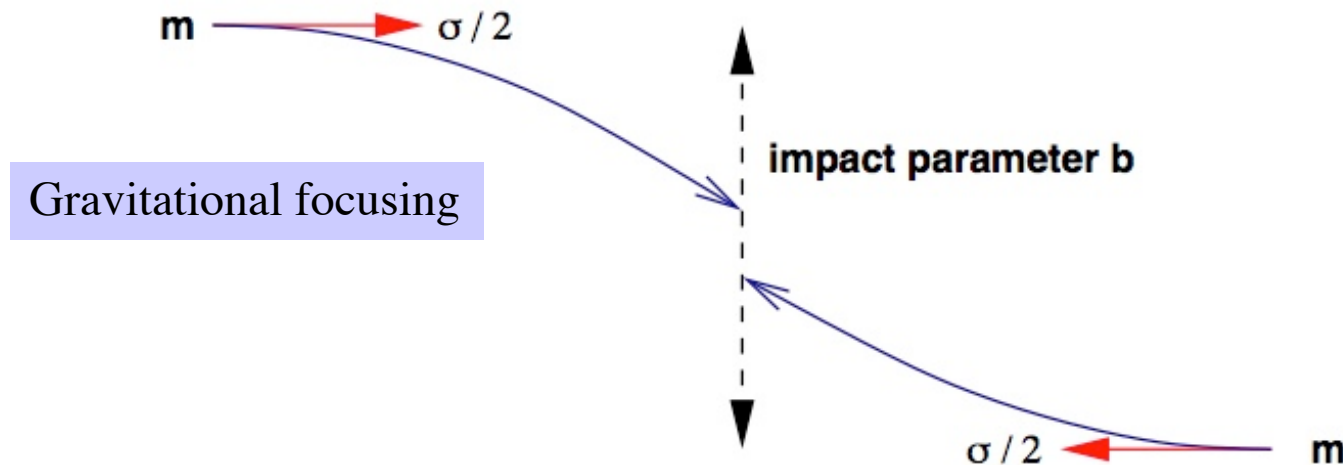 m
σ / 2
impact parameter b
Gravitational focusing
σ / 2
m